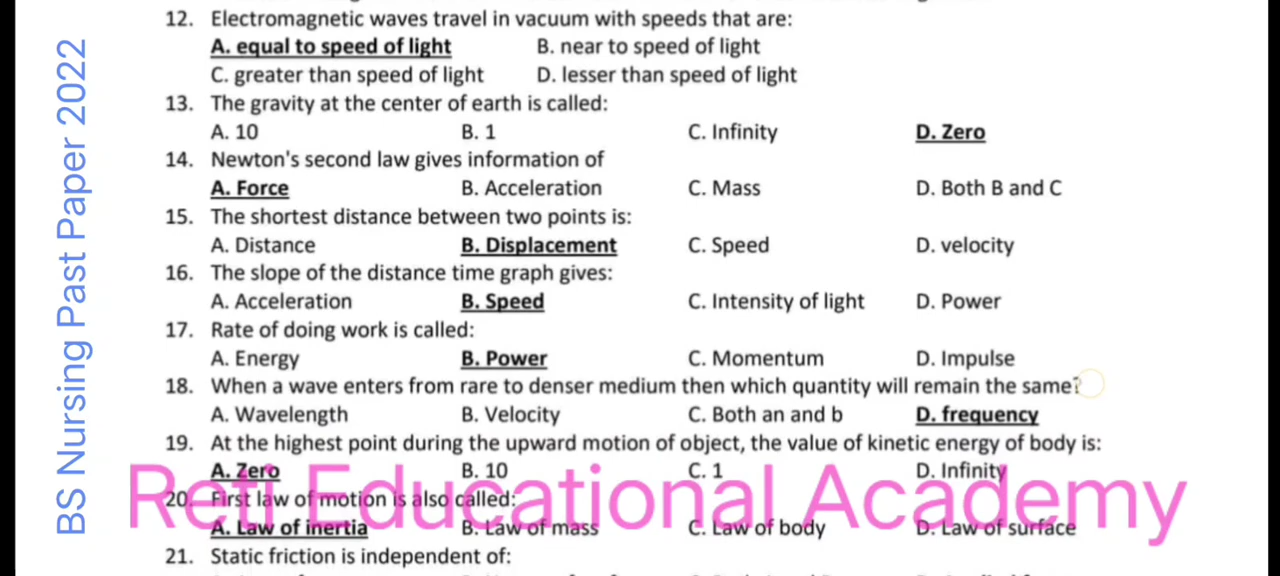 12. Electromagnetic waves travel in vacuum with speeds that are:
A. equal to speed of light B. near to speed of light
C. greater than speed of light D. lesser than speed of light
13. The gravity at the center of earth is called:
A. 10 B. 1 C. Infinity D. Zero
14. Newton's second law gives information of
A. Force B. Acceleration C. Mass D. Both B and C
15. The shortest distance between two points is:
A. Distance B. Displacement C. Speed D. velocity
16. The slope of the distance time graph gives:
A. Acceleration B. Speed C. Intensity of light D. Power
17. Rate of doing work is called:
A. Energy B. Power C. Momentum D. Impulse
18. When a wave enters from rare to denser medium then which quantity will remain the same?
A. Wavelength B. Velocity C. Both an and b D. frequency
19. At the highest point during the upward motion of object, the value of kinetic energy of body is:
A. Zero B. 10 C. 1 D. Infinity
20. First law of motion is also called:
A. Law of inertia B. Law of mass C. Law of body D. Law of surface
21. Static friction is independent of:
BS Nursing Past Paper 2022
Reti Educational Academy